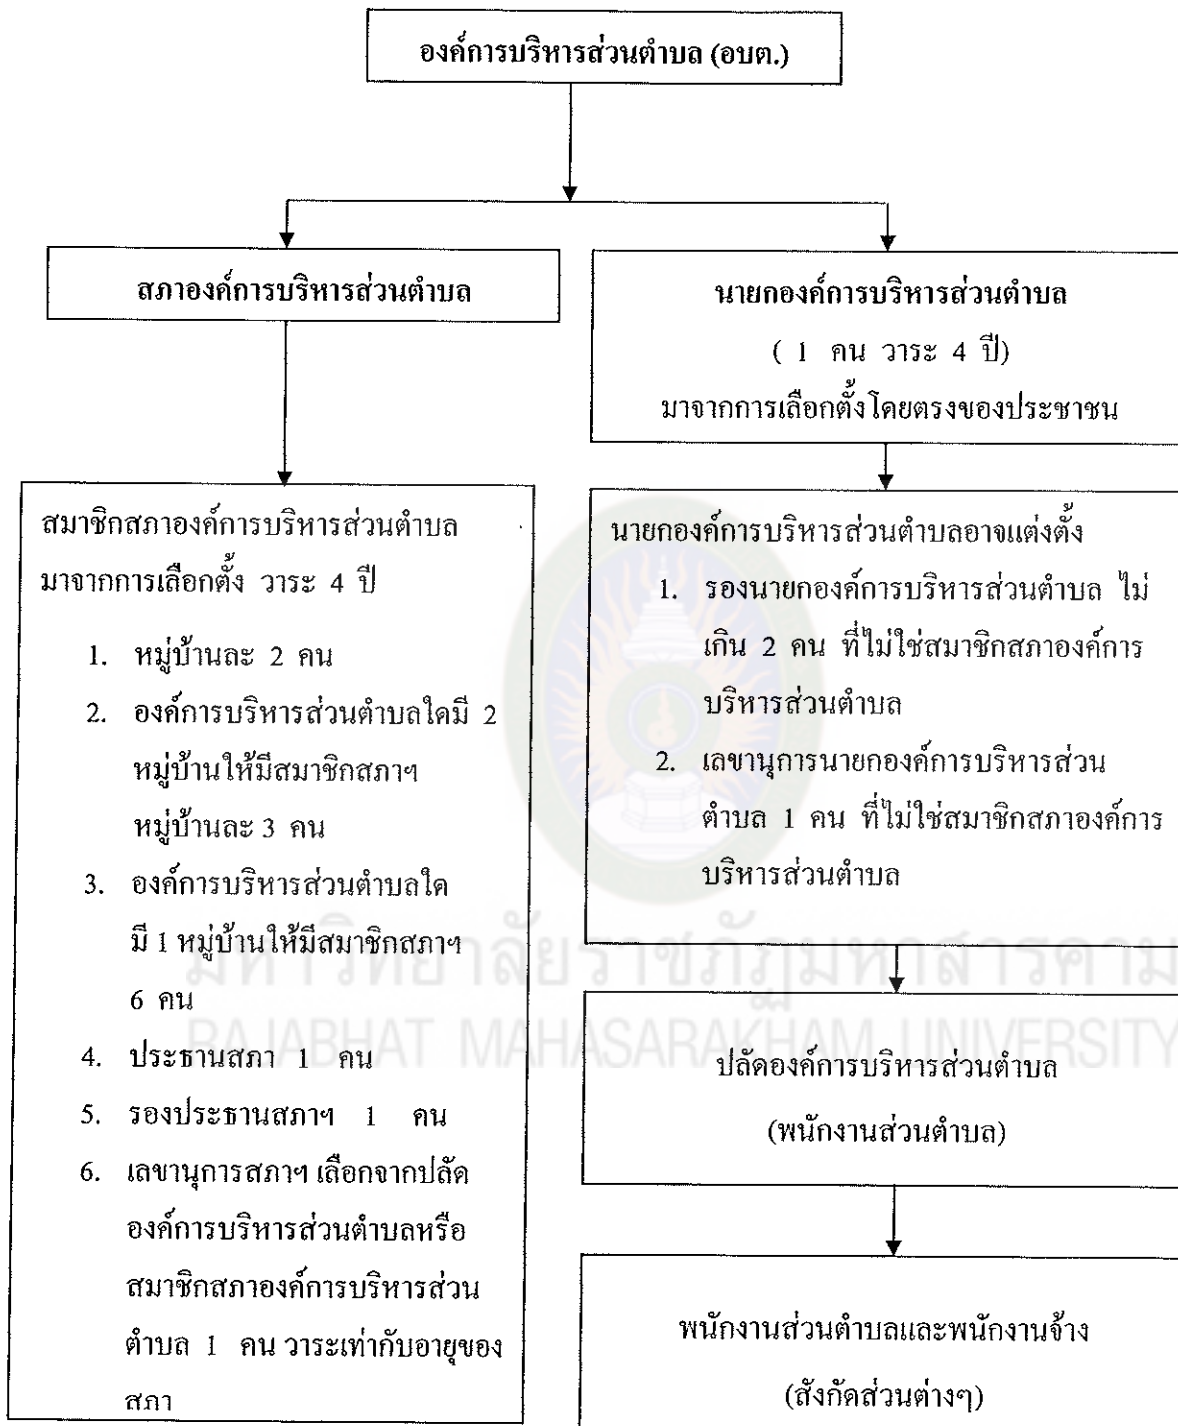 องค์การบริหารส่วนตำบล (อบต.)
สภาองค์การบริหารส่วนตำบล
นายกองค์การบริหารส่วนตำบล
( 1 คน วาระ 4 ปี)
มาจากการเลือกตั้งโดยตรงของประชาชน
สมาชิกสภาองค์การบริหารส่วนตำบล
มาจากการเลือกตั้ง วาระ 4 ปี
1. หมู่บ้านละ 2 คน
2. องค์การบริหารส่วนตำบลใดมี 2
หมู่บ้านให้มีสมาชิกสภาฯ
หมู่บ้านละ 3 คน
3. องค์การบริหารส่วนตำบลใด
มี 1 หมู่บ้านให้มีสมาชิกสภาฯ
6 คน
4. ประธานสภา 1 คน
5. รองประธานสภาฯ 1 คน
6. เลขานุการสภาฯ เลือกจากปลัด
องค์การบริหารส่วนตำบลหรือ
สมาชิกสภาองค์การบริหารส่วน
ตำบล 1 คน วาระเท่ากับอายุของ
สภา
นายกองค์การบริหารส่วนตำบลอาจแต่งตั้ง
1. รองนายกองค์การบริหารส่วนตำบล ไม่
เกิน 2 คน ที่ไม่ใช่สมาชิกสภาองค์การ
บริหารส่วนตำบล
2. เลขานุการนายกองค์การบริหารส่วน
ตำบล 1 คน ที่ไม่ใช่สมาชิกสภาองค์การ
บริหารส่วนตำบล
ปลัดองค์การบริหารส่วนตำบล
(พนักงานส่วนตำบล)
พนักงานส่วนตำบลและพนักงานจ้าง
(สังกัดส่วนต่างๆ)
มหาวิทยาลัยราชภัฏมหาสารคาม
RAJABHAT MAHASARAKHAM UNIVERSITY